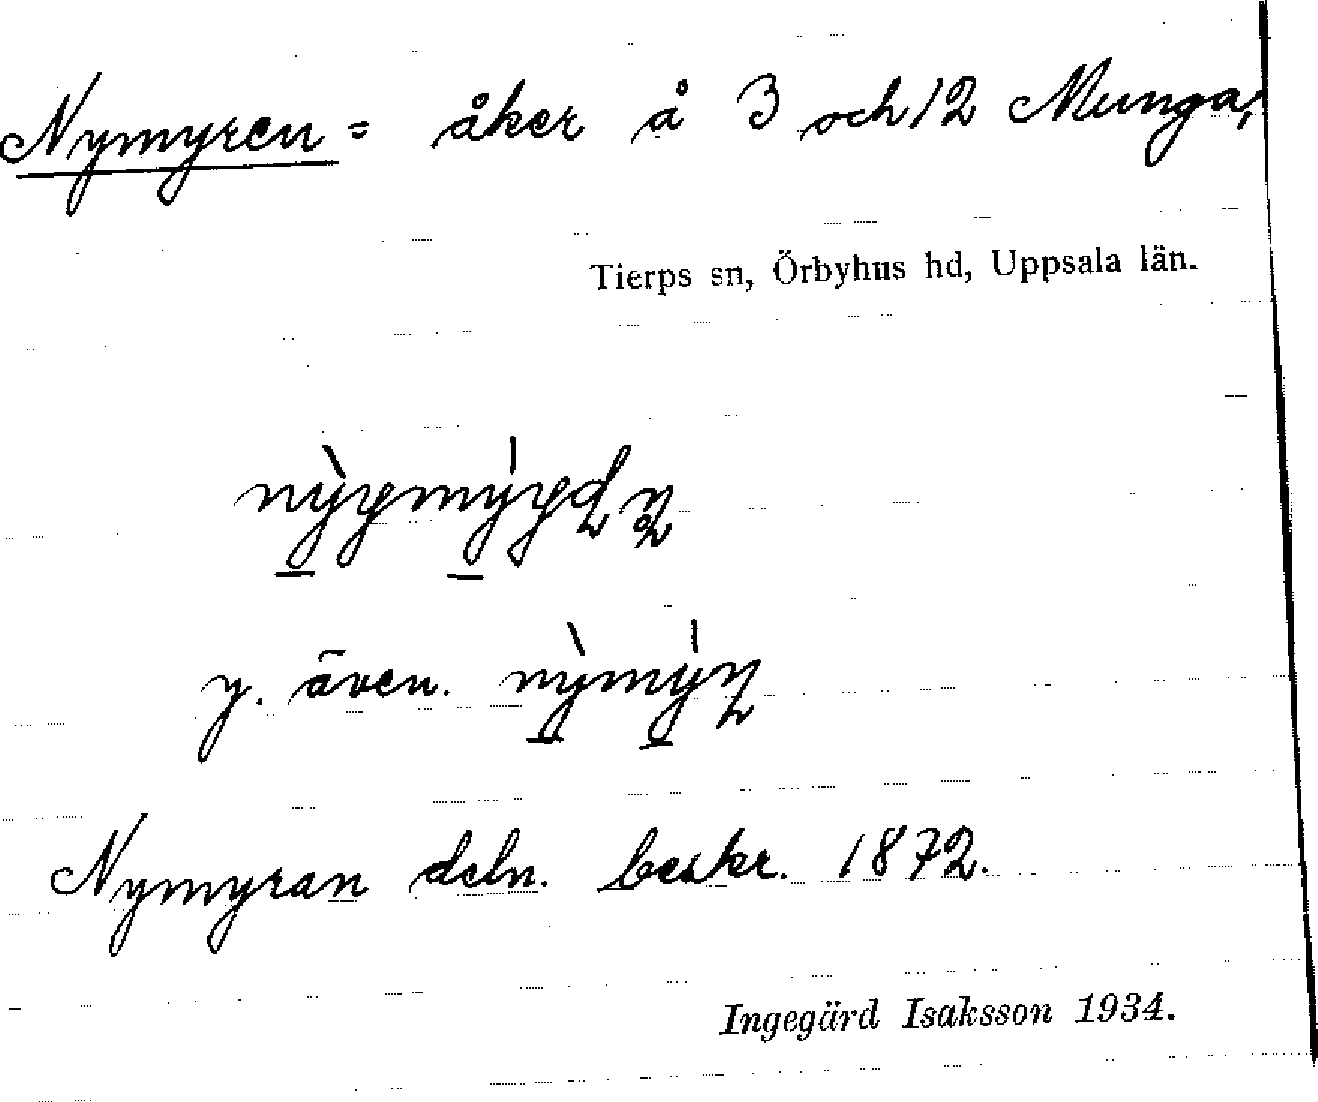 Nymyren = åker å 3 och 12 Munga,
Tierps sn, Örbyhus hd, Uppsala län.
y. även.
Nymyran deln. beskr. 1872.
Ingegärd Isaksson 1934.